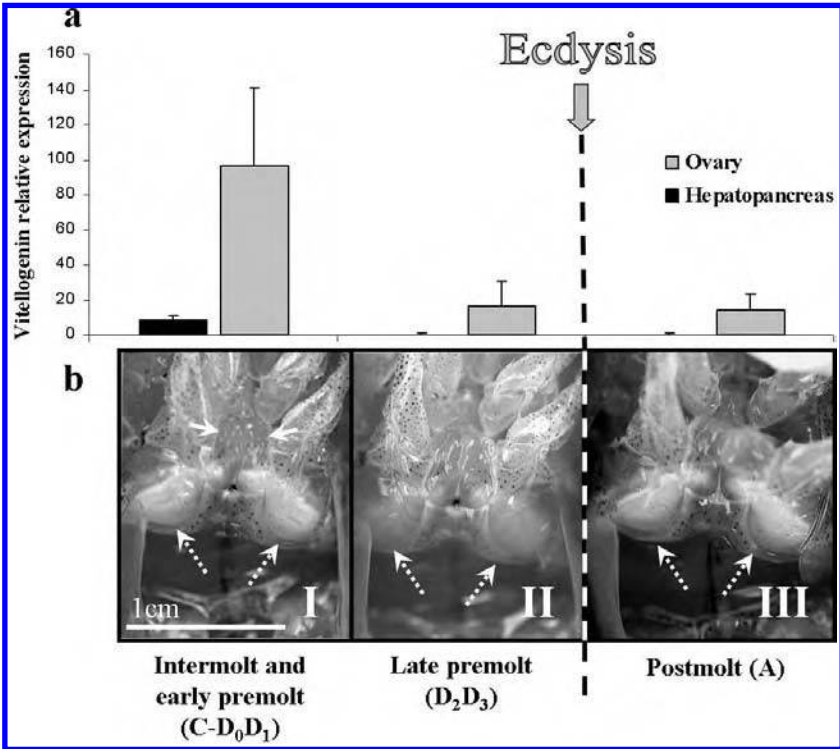 a
Vitellogenin relative expression
160
140
120
100
80
60
40
20
0
Ecdysis
Ovary
Hepatopancreas
b
1cm
I
II
III
Intermolt and
early premolt
(C-D₀D₁)
Late premolt
(D₂D₃)
Postmolt (A)